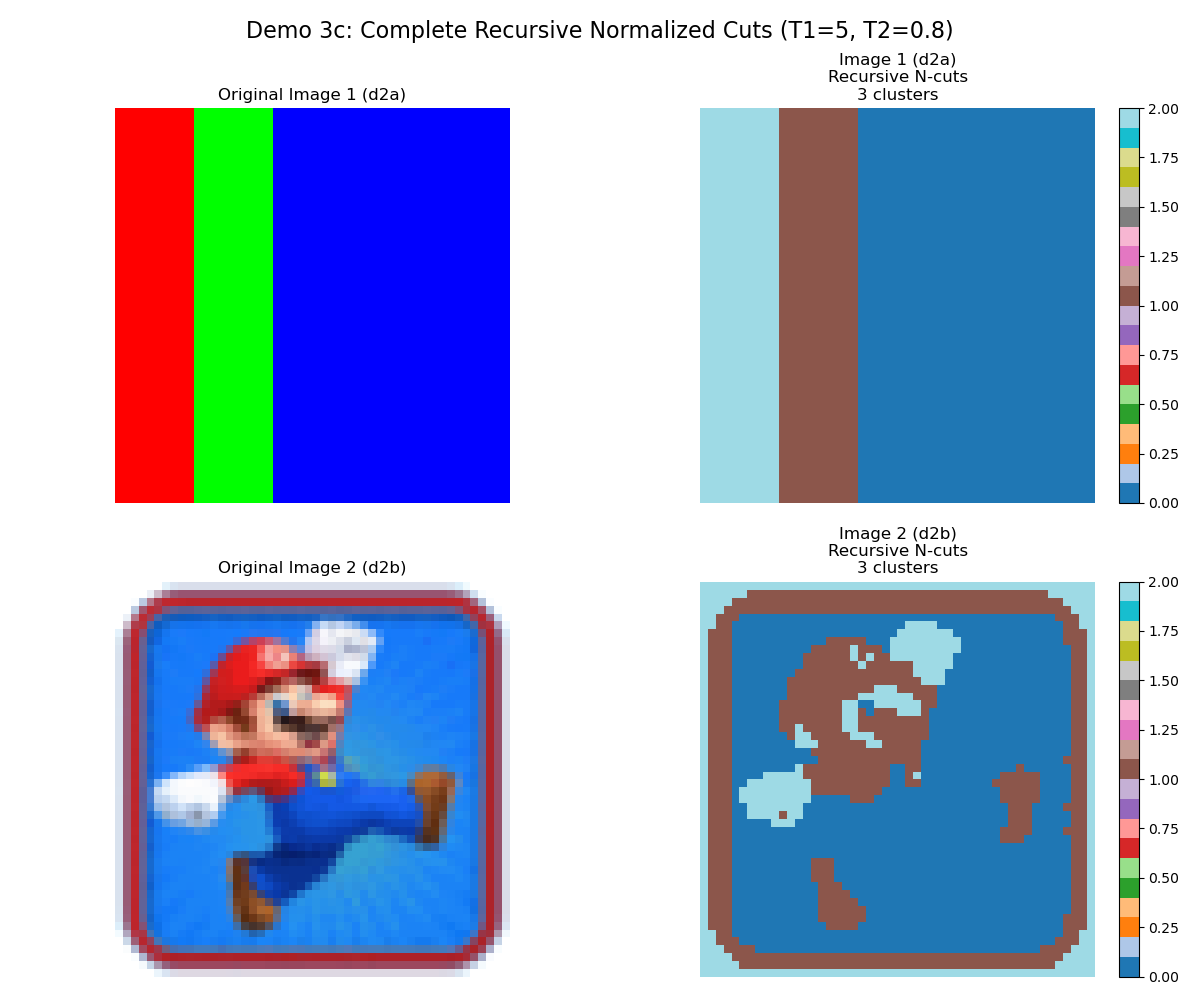 Demo 3c: Complete Recursive Normalized Cuts (T1=5, T2=0.8)
Original Image 1 (d2a)
Image 1 (d2a)
Recursive N-cuts
3 clusters
2.00
1.75
1.50
1.25
1.00
0.75
0.50
0.25
0.00
Original Image 2 (d2b)
Image 2 (d2b)
Recursive N-cuts
3 clusters
2.00
1.75
1.50
1.25
1.00
0.75
0.50
0.25
0.00